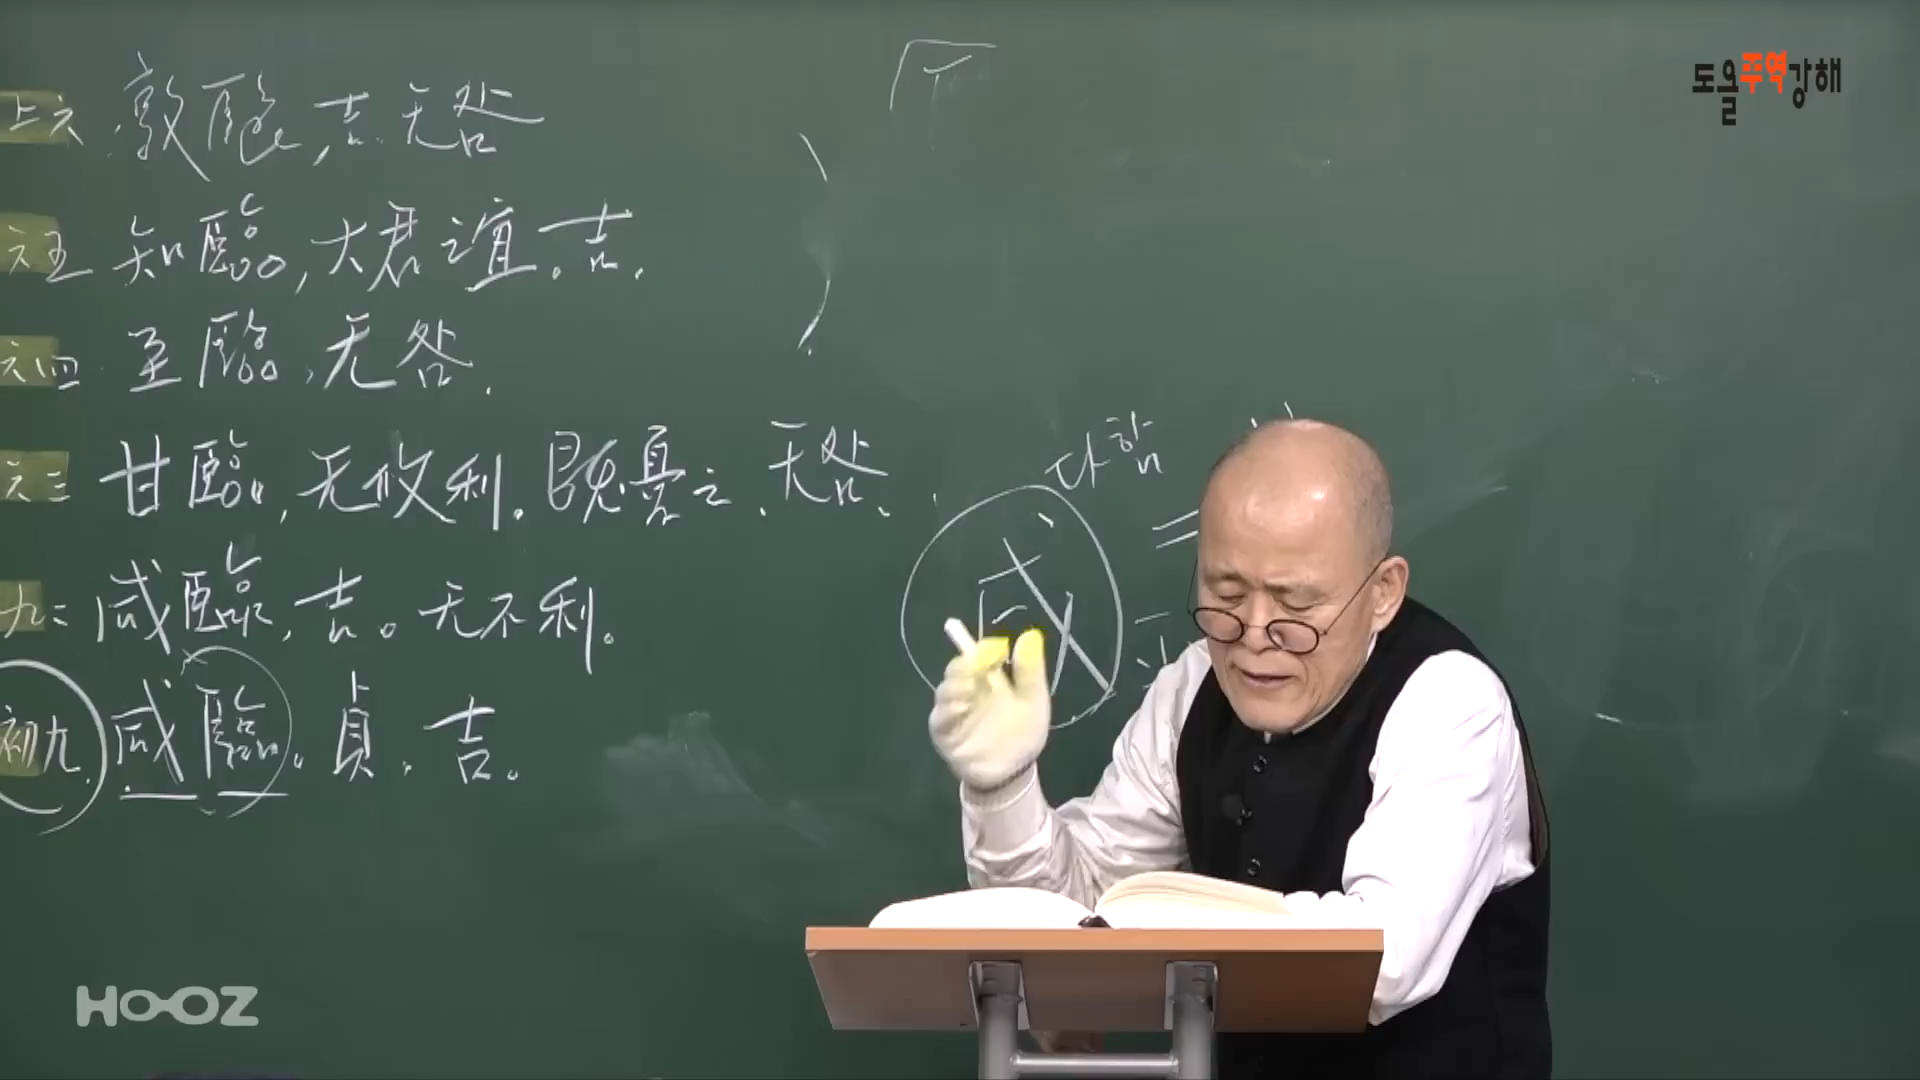 도올주역강해
上六 敦臨, 吉. 无咎
六五 知臨, 大君之宜. 吉.
六四 至臨, 无咎.
六三 甘臨, 无攸利. 旣憂之, 无咎.
九二 咸臨, 吉. 无不利.
初九. 咸臨. 貞. 吉.
다함
咸
HOOZ